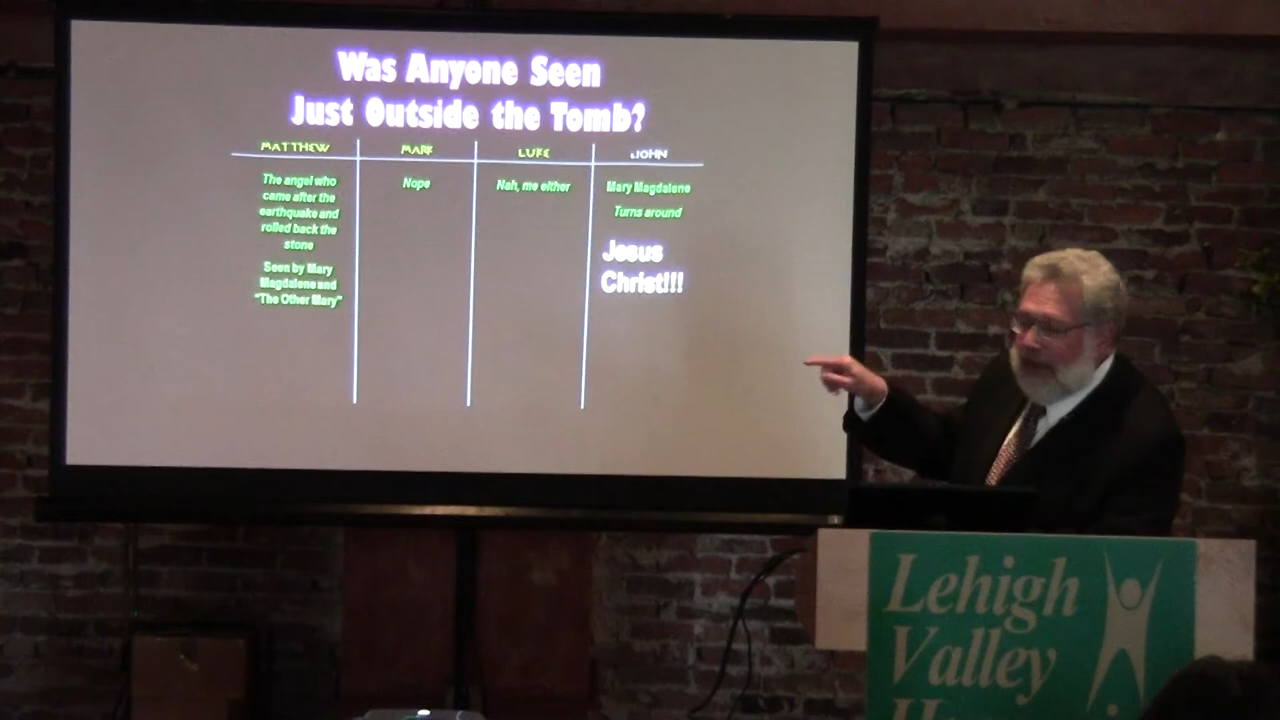 Was Anyone Seen
Just Outside the Tomb?
MATTHEW
MARK
LUKE
JOHN
The angel who
came after the
earthquake and
rolled back the
stone
Seen by Mary
Magdalene and
"The Other Mary"
Nope
Nah, me either
Mary Magdalene
Turns around
Jesus
Christ!!!
Lehigh
Valley